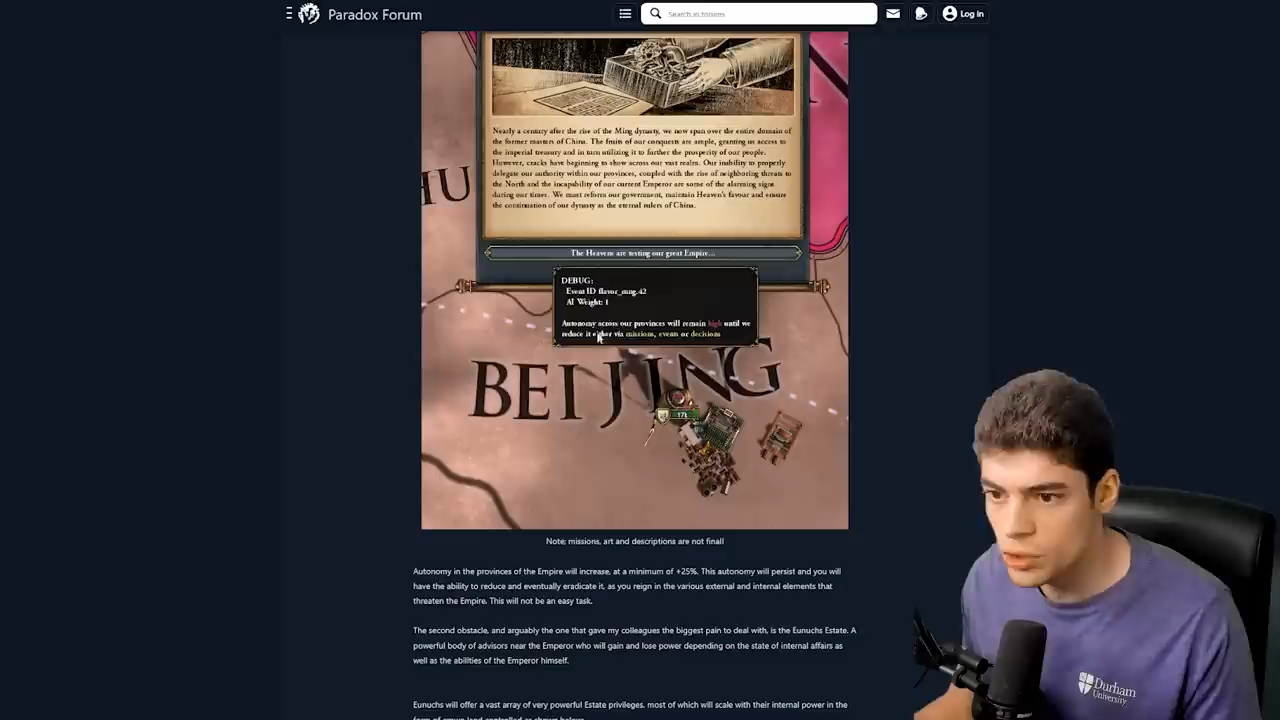 Paradox Forum
Search in forums
Log in
Nearly a century after the rise of the Ming dynasty, we now span over the entire domain of
the former masters of China. The fruits of our conquests are ample, granting us access to
the imperial treasury and in turn utilizing it to further the prosperity of our people.
However, cracks have beginning to show across our vast realm. Our inability to properly
delegate our authority within our provinces, coupled with the rise of neighboring threats to
the North and the incapability of our current Emperor are some of the alarming signs
during our times. We must reform our government, maintain Heaven's favour and ensure
the continuation of our dynasty as the eternal rulers of China.
HU
The Heavens are testing our great Empire...
DEBUG:
Event ID flavor_mng.42
AI Weight: 1
Autonomy across our provinces will remain high until we
reduce it either via missions, events or decisions
BEIJING
17k
Note; missions, art and descriptions are not final!
Autonomy in the provinces of the Empire will increase, at a minimum of +25%. This autonomy will persist and you will
have the ability to reduce and eventually eradicate it, as you reign in the various external and internal elements that
threaten the Empire. This will not be an easy task.
The second obstacle, and arguably the one that gave my colleagues the biggest pain to deal with, is the Eunuchs Estate. A
powerful body of advisors near the Emperor who will gain and lose power depending on the state of internal affairs as
well as the abilities of the Emperor himself.
Eunuchs will offer a vast array of very powerful Estate privileges, most of which will scale with their internal power in the
form of crown land controlled as shown below
Durham
University